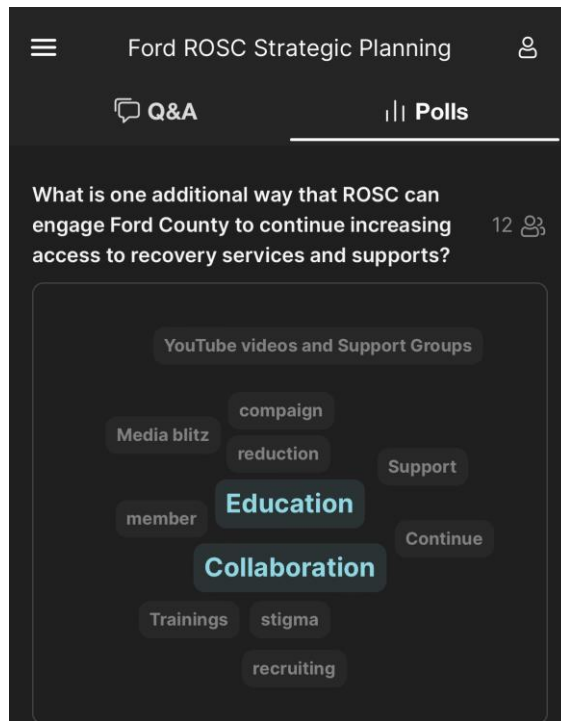 Ford ROSC Strategic Planning
Q&A
Polls
What is one additional way that ROSC can
engage Ford County to continue increasing
access to recovery services and supports?
12
YouTube videos and Support Groups
compaign
Media blitz
reduction
Support
Education
member
Continue
Collaboration
Trainings
stigma
recruiting